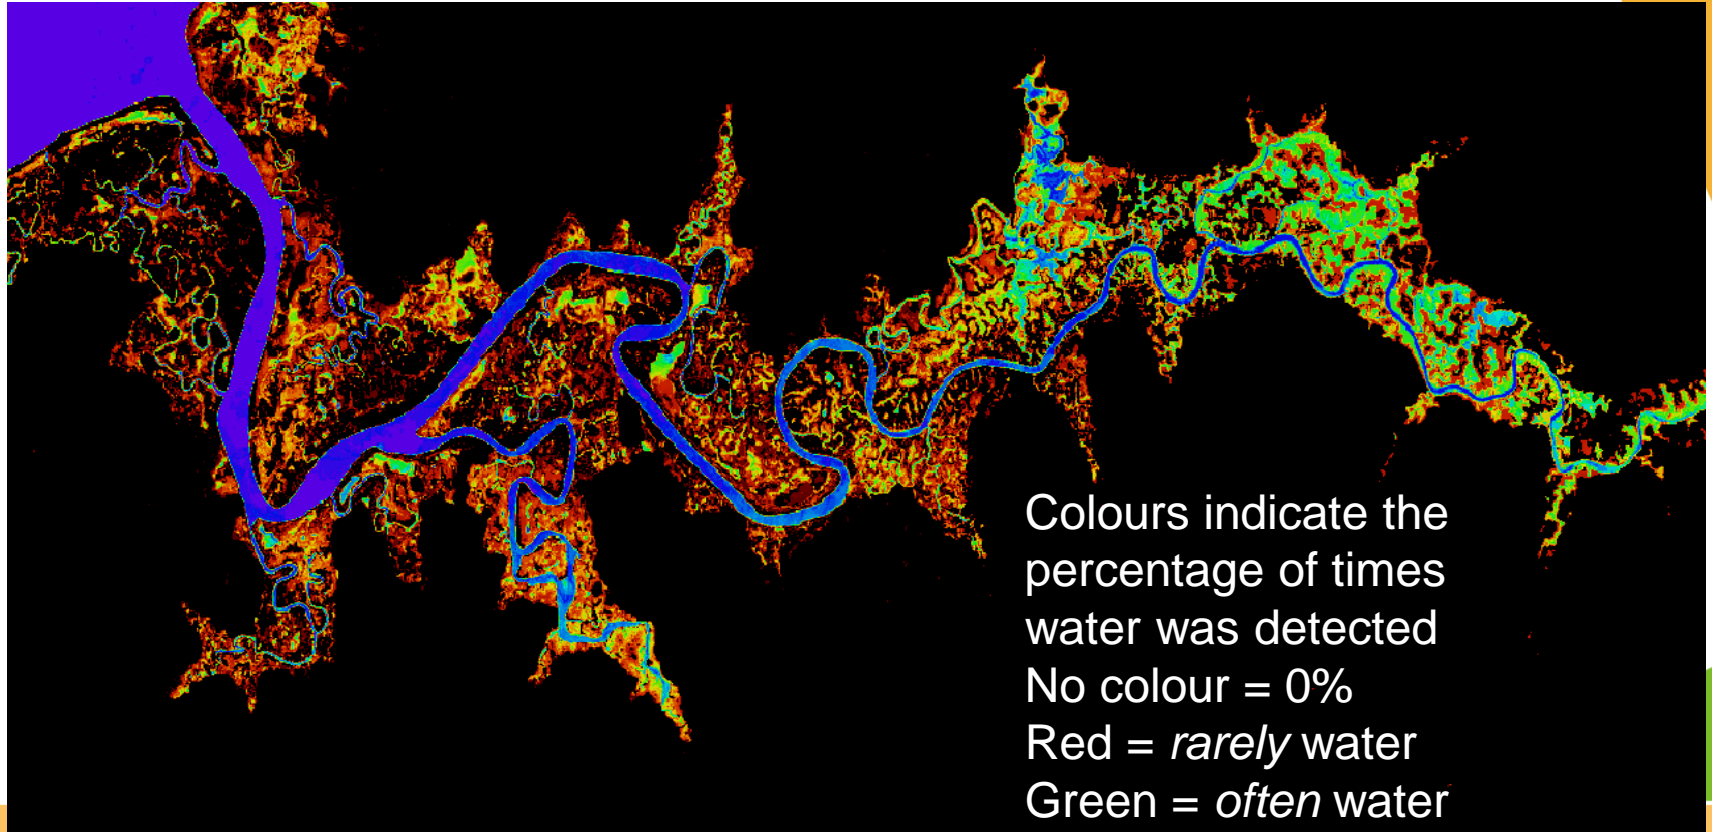 Colours indicate the
percentage of times
water was detected
No colour = 0%
Red = rarely water
Green = often water